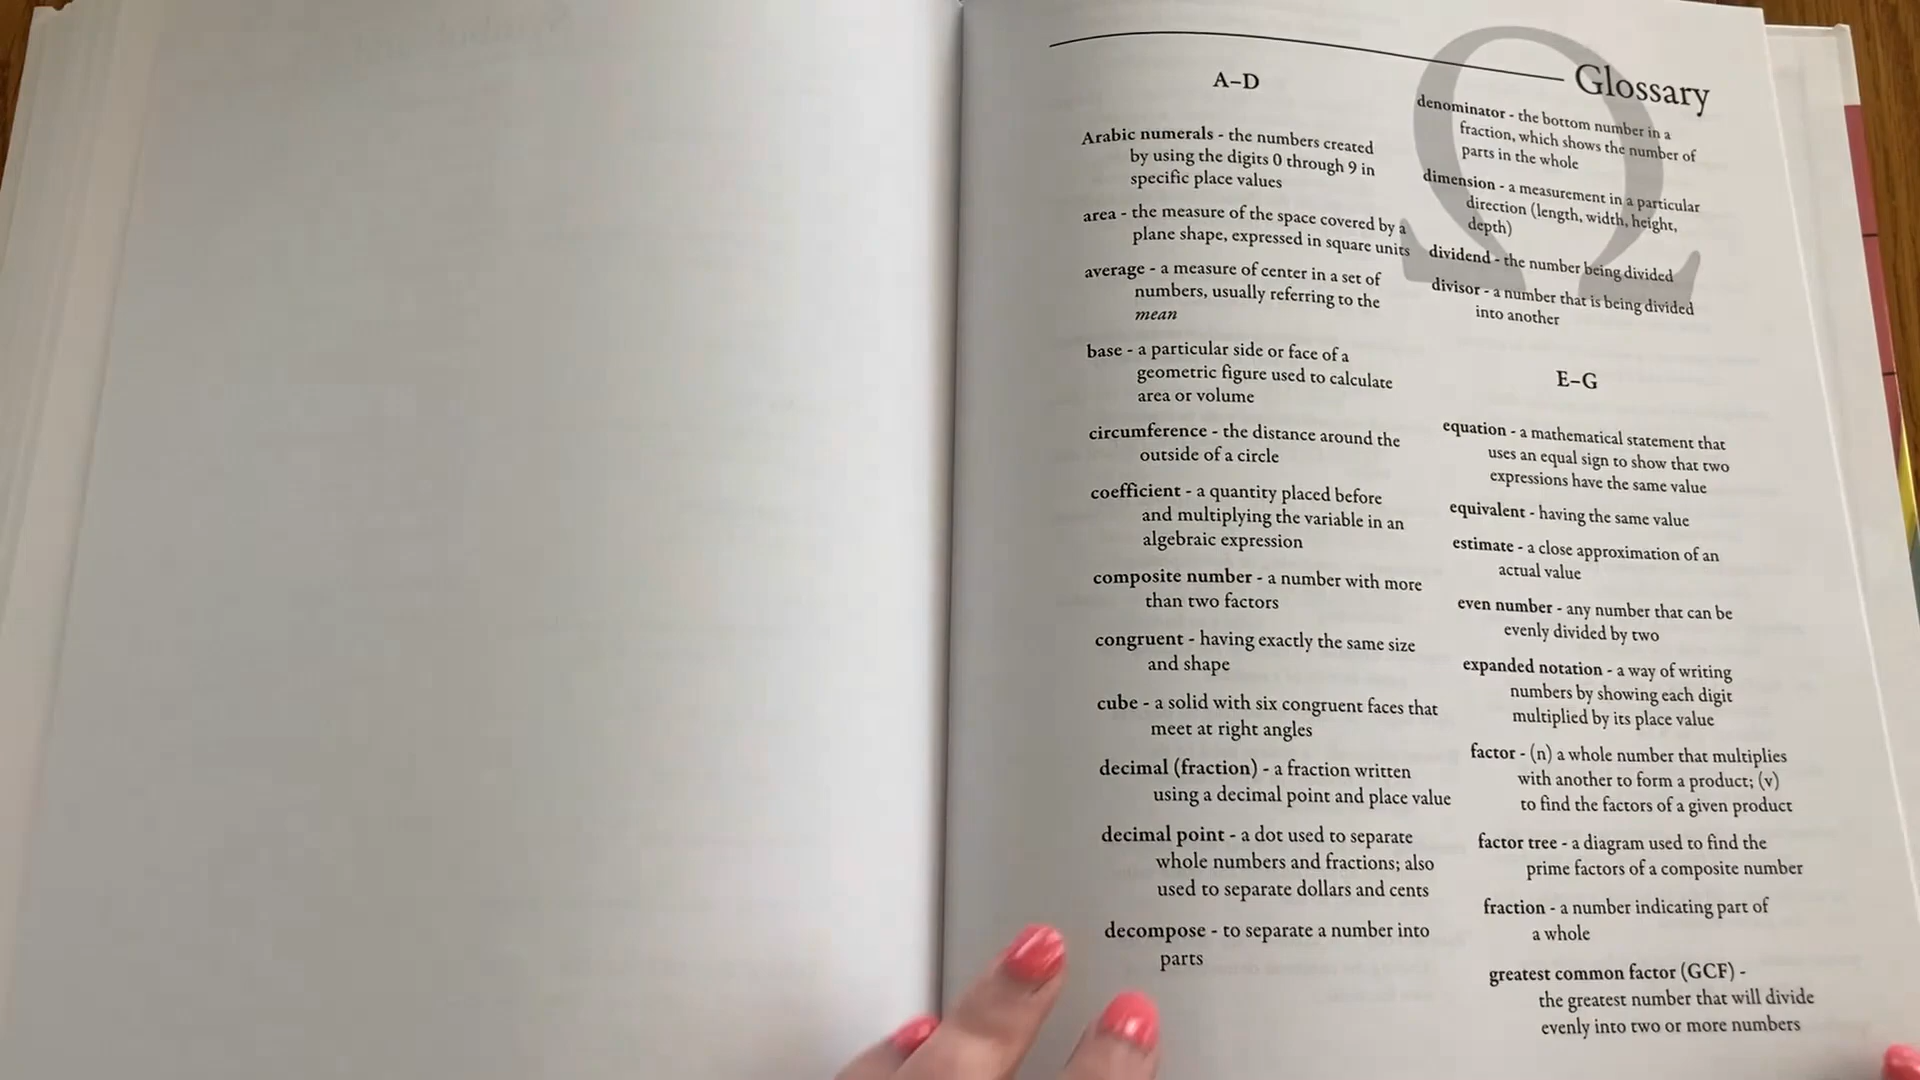 Glossary
A–D
Arabic numerals - the numbers created
by using the digits 0 through 9 in
specific place values
area - the measure of the space covered by a
plane shape, expressed in square units
average - a measure of center in a set of
numbers, usually referring to the
mean
base - a particular side or face of a
geometric figure used to calculate
area or volume
circumference - the distance around the
outside of a circle
coefficient - a quantity placed before
and multiplying the variable in an
algebraic expression
composite number - a number with more
than two factors
congruent - having exactly the same size
and shape
cube - a solid with six congruent faces that
meet at right angles
decimal (fraction) - a fraction written
using a decimal point and place value
decimal point - a dot used to separate
whole numbers and fractions; also
used to separate dollars and cents
decompose - to separate a number into
parts
denominator - the bottom number in a
fraction, which shows the number of
parts in the whole
dimension - a measurement in a particular
direction (length, width, height,
depth)
dividend - the number being divided
divisor - a number that is being divided
into another
E–G
equation - a mathematical statement that
uses an equal sign to show that two
expressions have the same value
equivalent - having the same value
estimate - a close approximation of an
actual value
even number - any number that can be
evenly divided by two
expanded notation - a way of writing
numbers by showing each digit
multiplied by its place value
factor - (n) a whole number that multiplies
with another to form a product; (v)
to find the factors of a given product
factor tree - a diagram used to find the
prime factors of a composite number
fraction - a number indicating part of
a whole
greatest common factor (GCF) -
the greatest number that will divide
evenly into two or more numbers
Ω